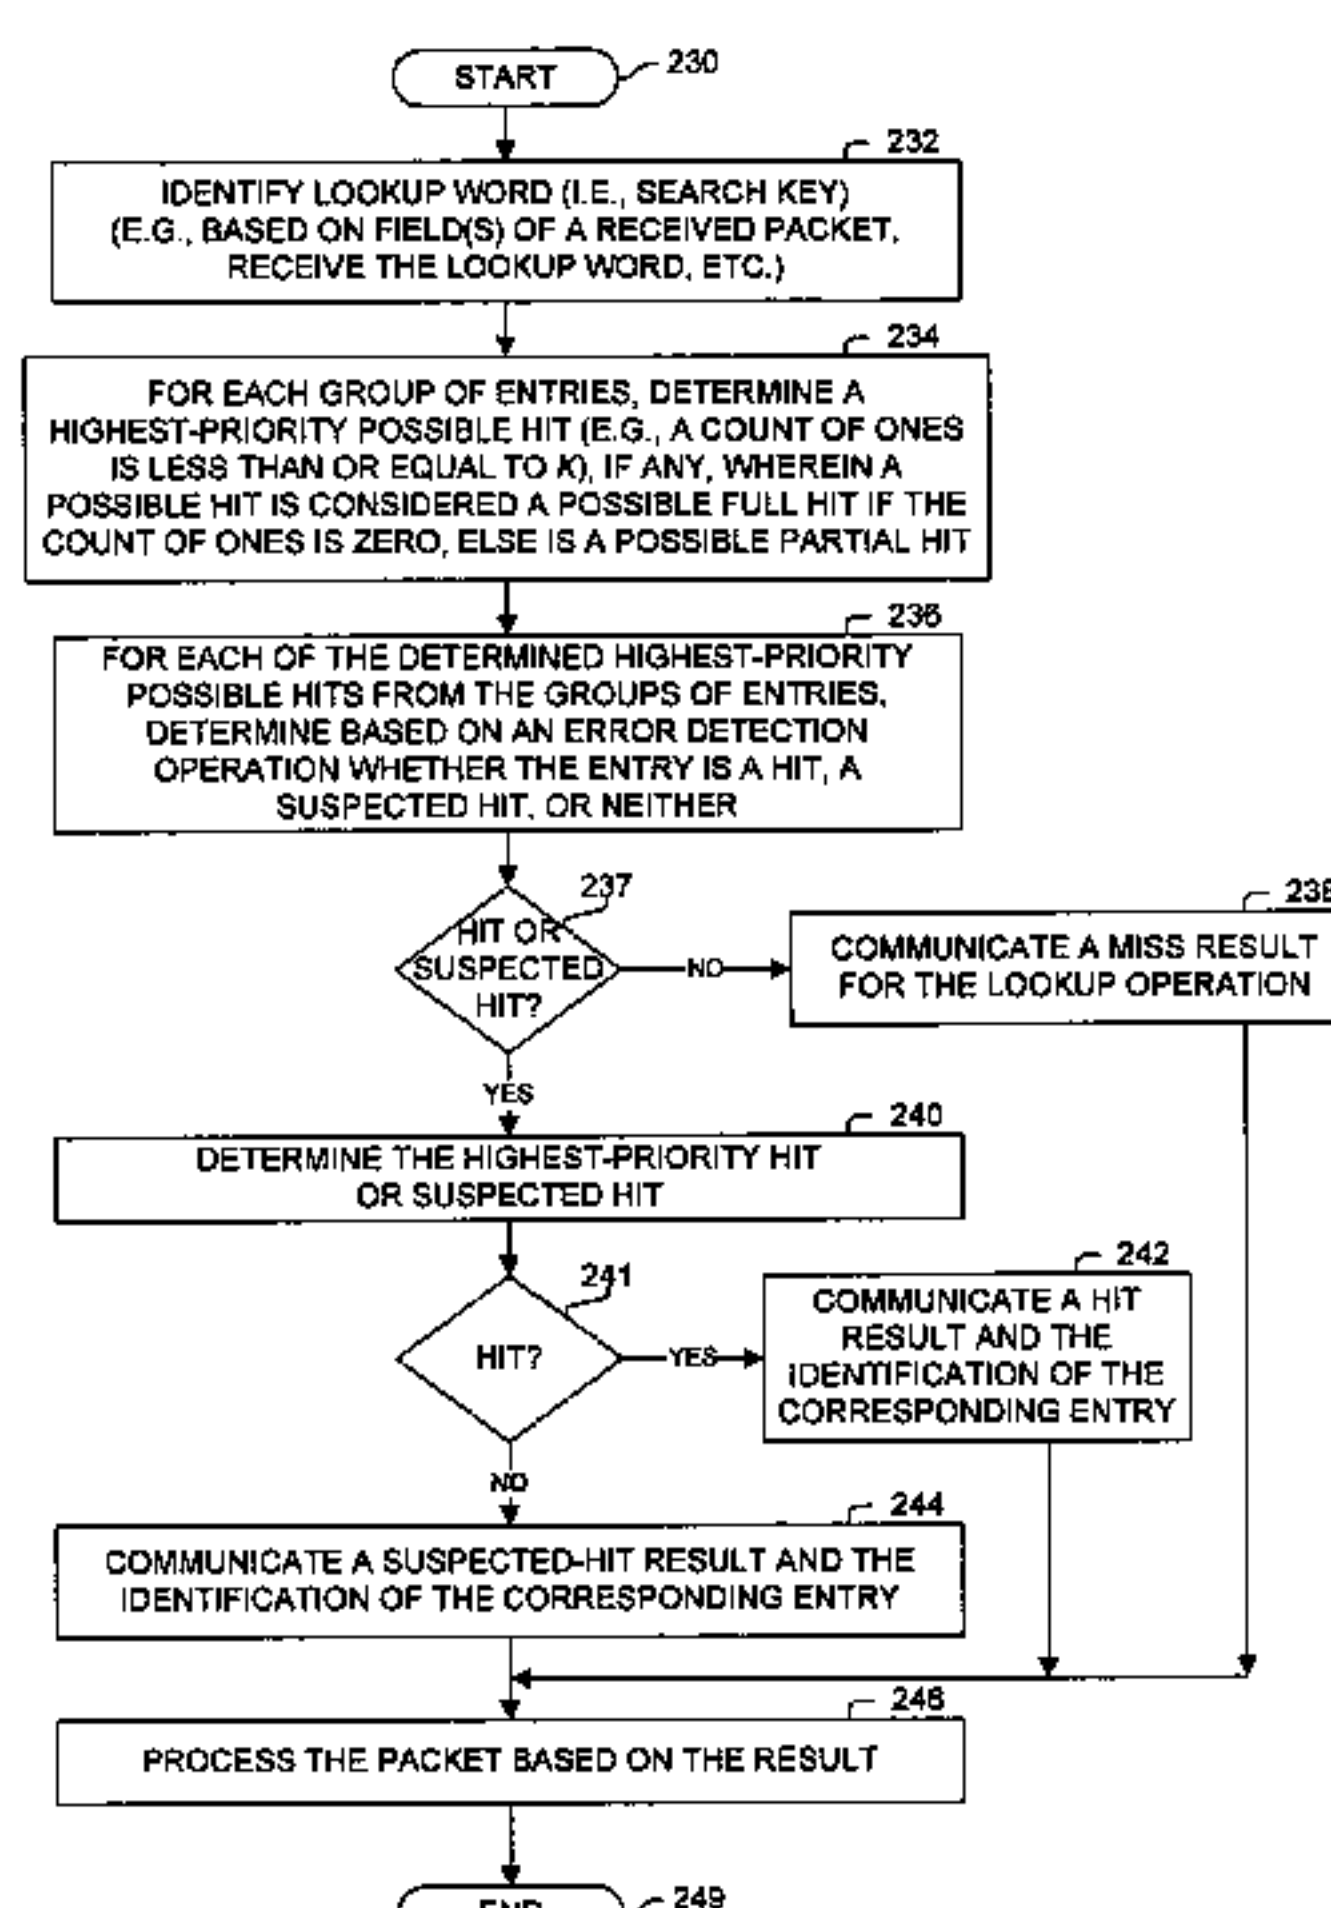 START
230
232
IDENTIFY LOOKUP WORD (I.E., SEARCH KEY)
(E.G., BASED ON FIELD(S) OF A RECEIVED PACKET,
RECEIVE THE LOOKUP WORD, ETC.)
234
FOR EACH GROUP OF ENTRIES, DETERMINE A
HIGHEST-PRIORITY POSSIBLE HIT (E.G., A COUNT OF ONES
IS LESS THAN OR EQUAL TO K), IF ANY, WHEREIN A
POSSIBLE HIT IS CONSIDERED A POSSIBLE FULL HIT IF THE
COUNT OF ONES IS ZERO, ELSE IS A POSSIBLE PARTIAL HIT
236
FOR EACH OF THE DETERMINED HIGHEST-PRIORITY
POSSIBLE HITS FROM THE GROUPS OF ENTRIES,
DETERMINE BASED ON AN ERROR DETECTION
OPERATION WHETHER THE ENTRY IS A HIT, A
SUSPECTED HIT, OR NEITHER
237
HIT OR
SUSPECTED
HIT?
NO
238
COMMUNICATE A MISS RESULT
FOR THE LOOKUP OPERATION
YES
240
DETERMINE THE HIGHEST-PRIORITY HIT
OR SUSPECTED HIT
241
HIT?
YES
242
COMMUNICATE A HIT
RESULT AND THE
IDENTIFICATION OF THE
CORRESPONDING ENTRY
NO
244
COMMUNICATE A SUSPECTED-HIT RESULT AND THE
IDENTIFICATION OF THE CORRESPONDING ENTRY
246
PROCESS THE PACKET BASED ON THE RESULT
END
249